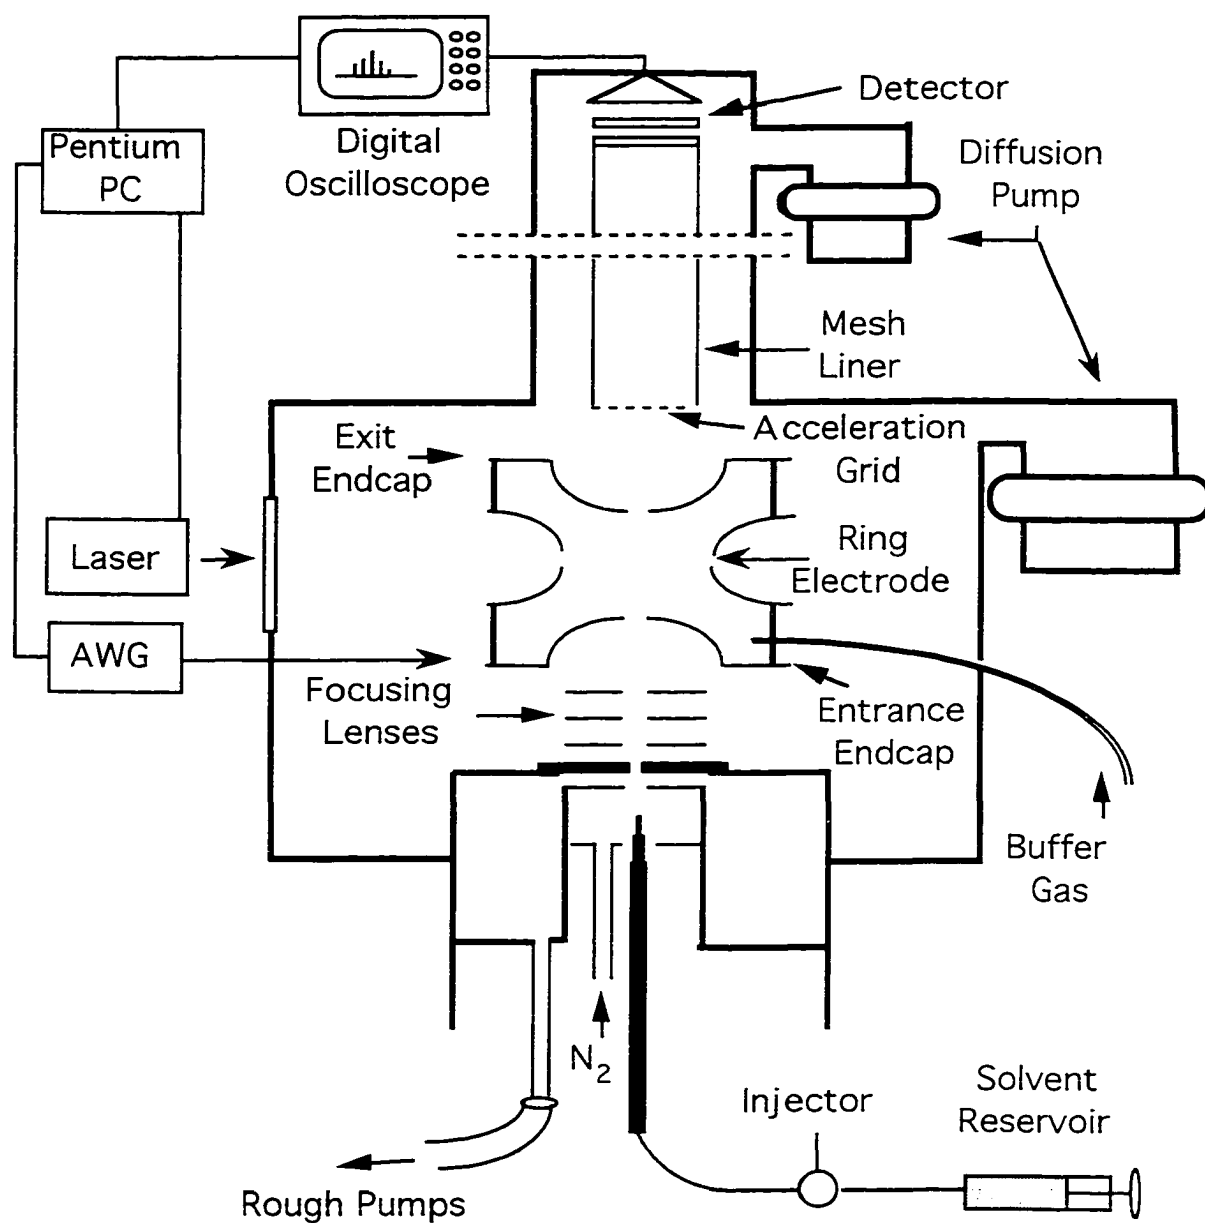 Detector
Digital
Oscilloscope
Pentium
PC
Diffusion
Pump
Mesh
Liner
Acceleration
Grid
Exit
Endcap
Laser
Ring
Electrode
AWG
Focusing
Lenses
Entrance
Endcap
Buffer
Gas
N2
Injector
Solvent
Reservoir
Rough Pumps